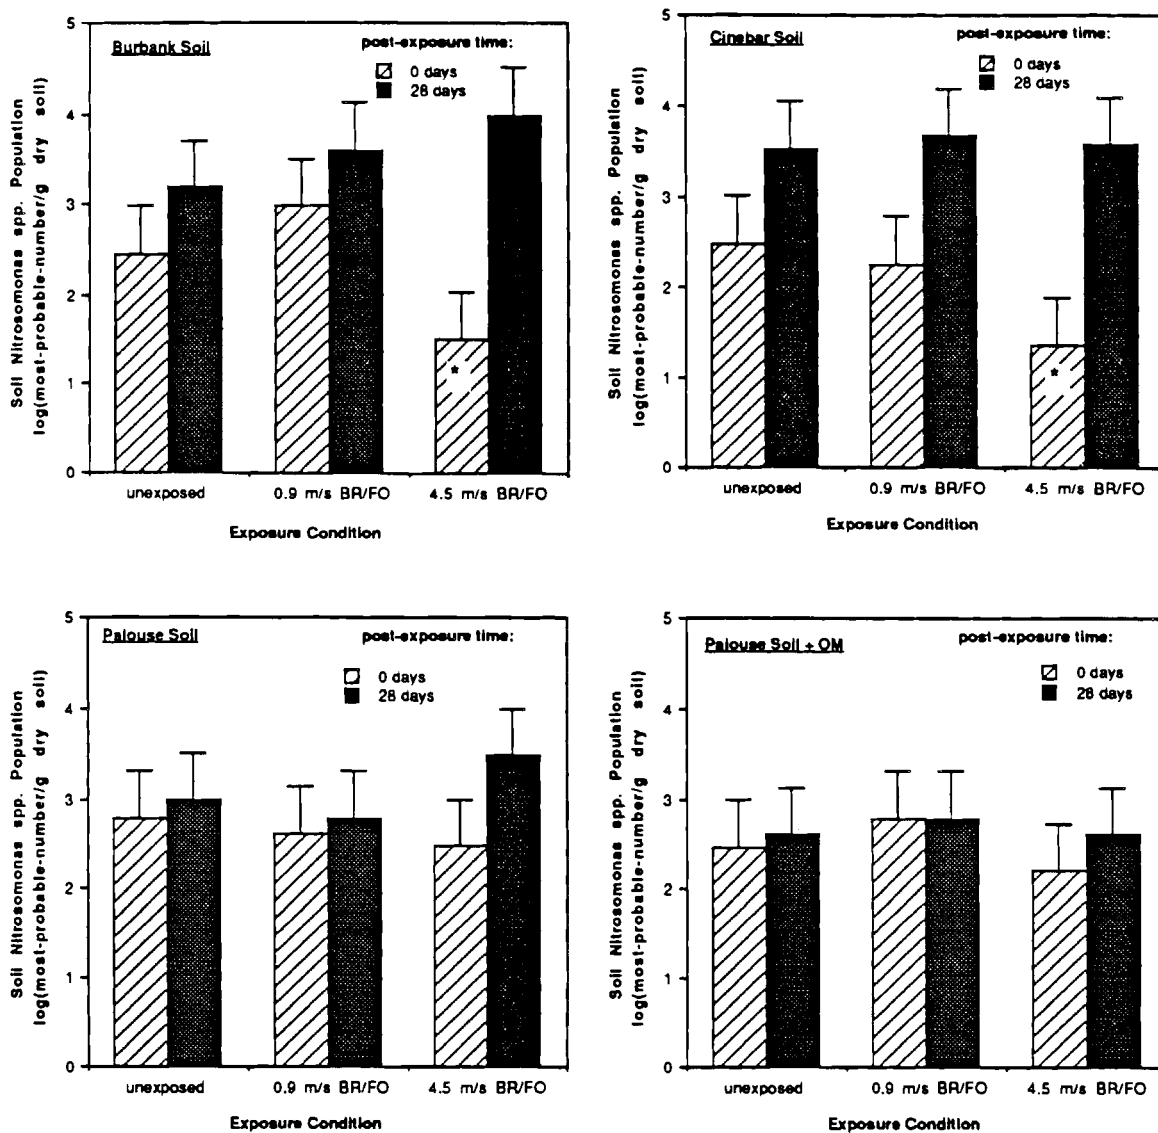 Burbank Soil
post-exposure time:
0 days
28 days
Soil Nitrosomonas spp. Population
log(most-probable-number/g dry soil)
5
4
3
2
1
0
unexposed
0.9 m/s BR/FO
4.5 m/s BR/FO
*
Exposure Condition
Cinebar Soil
post-exposure time:
0 days
28 days
Soil Nitrosomonas spp. Population
log(most-probable-number/g dry soil)
5
4
3
2
1
0
unexposed
0.9 m/s BR/FO
4.5 m/s BR/FO
*
Exposure Condition
Palouse Soil
post-exposure time:
0 days
28 days
Soil Nitrosomonas spp. Population
log(most-probable-number/g dry soil)
5
4
3
2
1
0
unexposed
0.9 m/s BR/FO
4.5 m/s BR/FO
Exposure Condition
Palouse Soil + OM
post-exposure time:
0 days
28 days
Soil Nitrosomonas spp. Population
log(most-probable-number/g dry soil)
5
4
3
2
1
0
unexposed
0.9 m/s BR/FO
4.5 m/s BR/FO
Exposure Condition